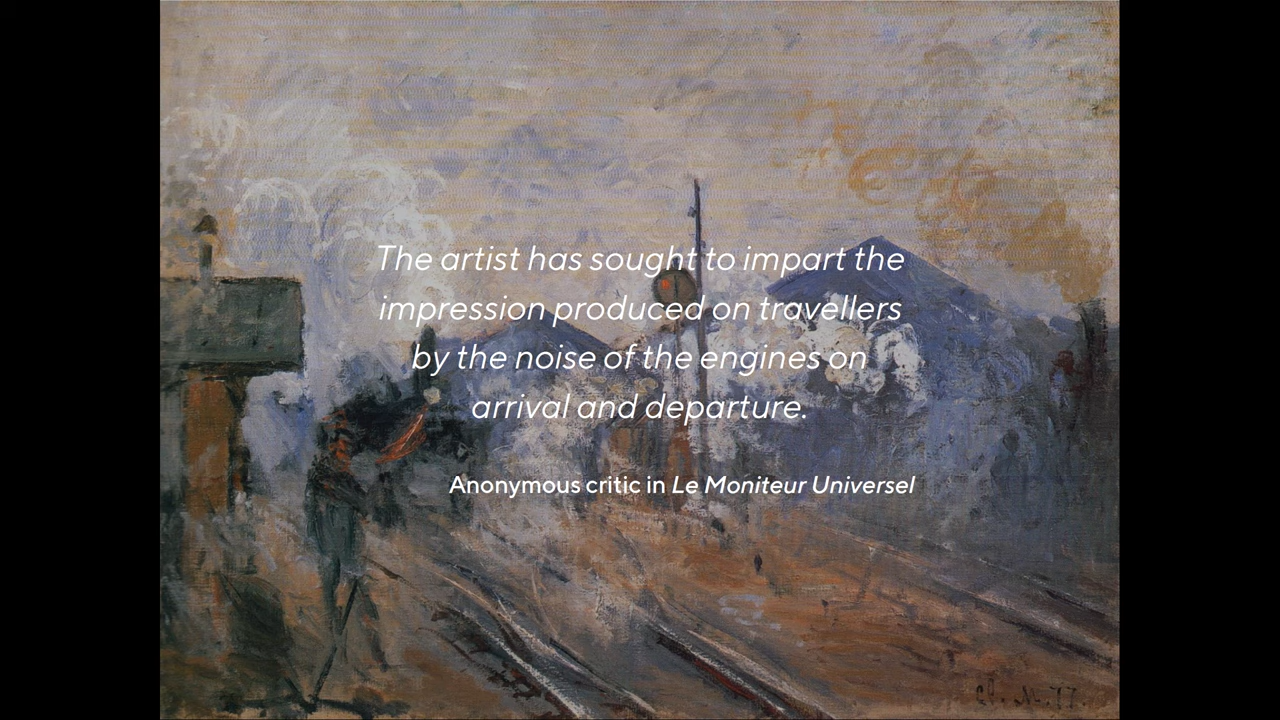 The artist has sought to impart the
impression produced on travellers
by the noise of the engines on
arrival and departure.
Anonymous critic in Le Moniteur Universel